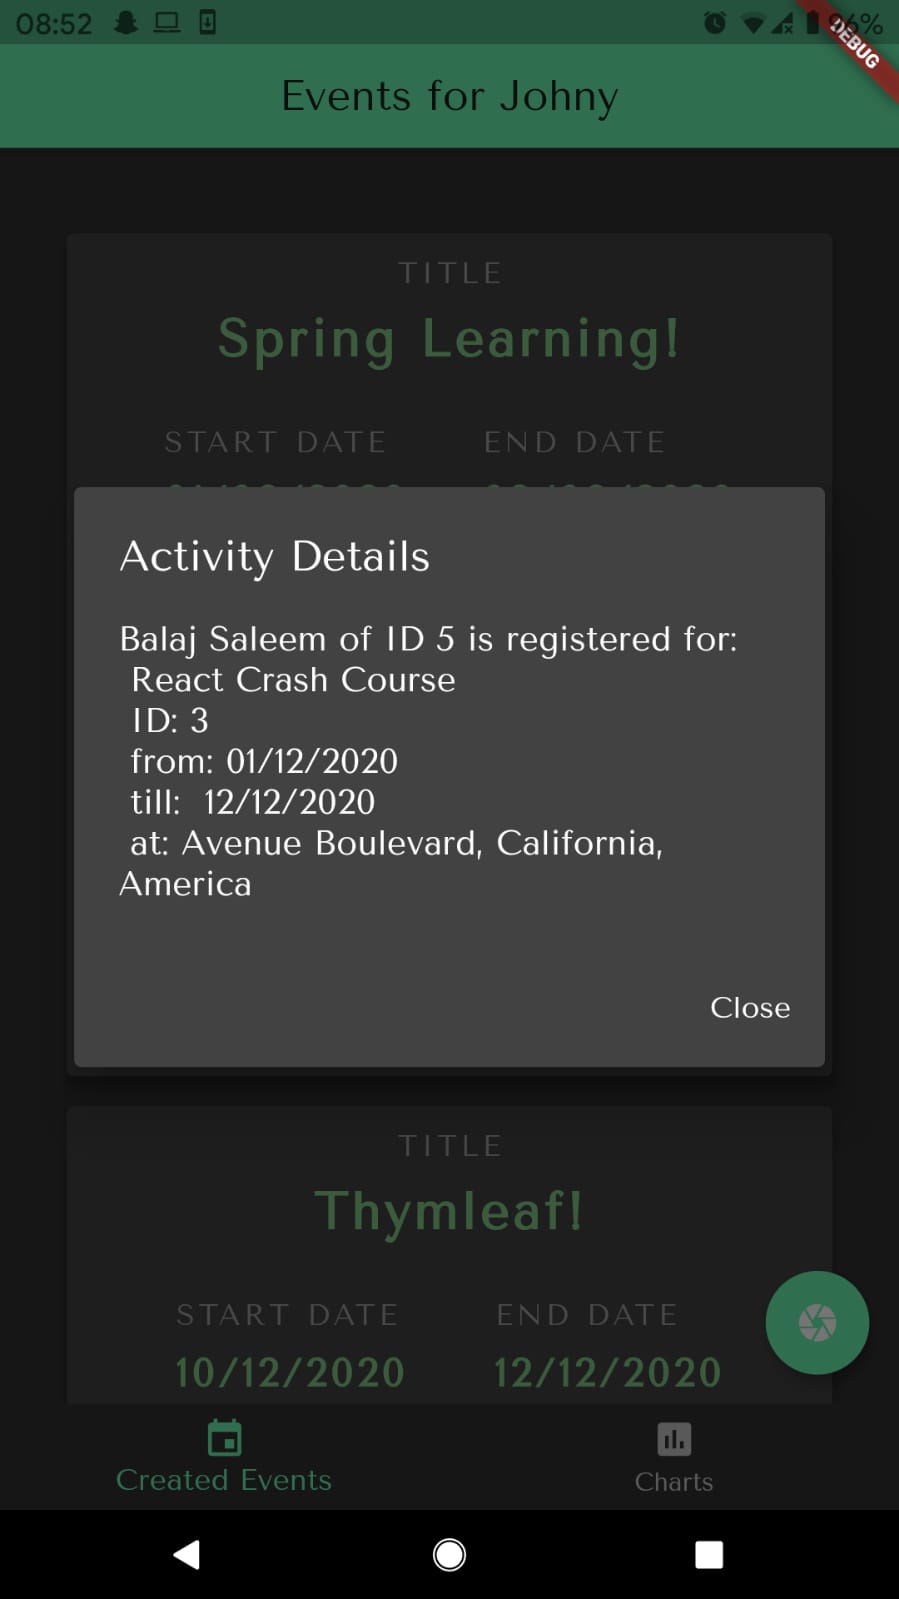 08:52
96%
DEBUG
Events for Johny
TITLE
Spring Learning!
START DATE END DATE
Activity Details
Balaj Saleem of ID 5 is registered for:
React Crash Course
ID: 3
from: 01/12/2020
till: 12/12/2020
at: Avenue Boulevard, California,
America
Close
TITLE
Thymleaf!
START DATE END DATE
10/12/2020 12/12/2020
Created Events Charts